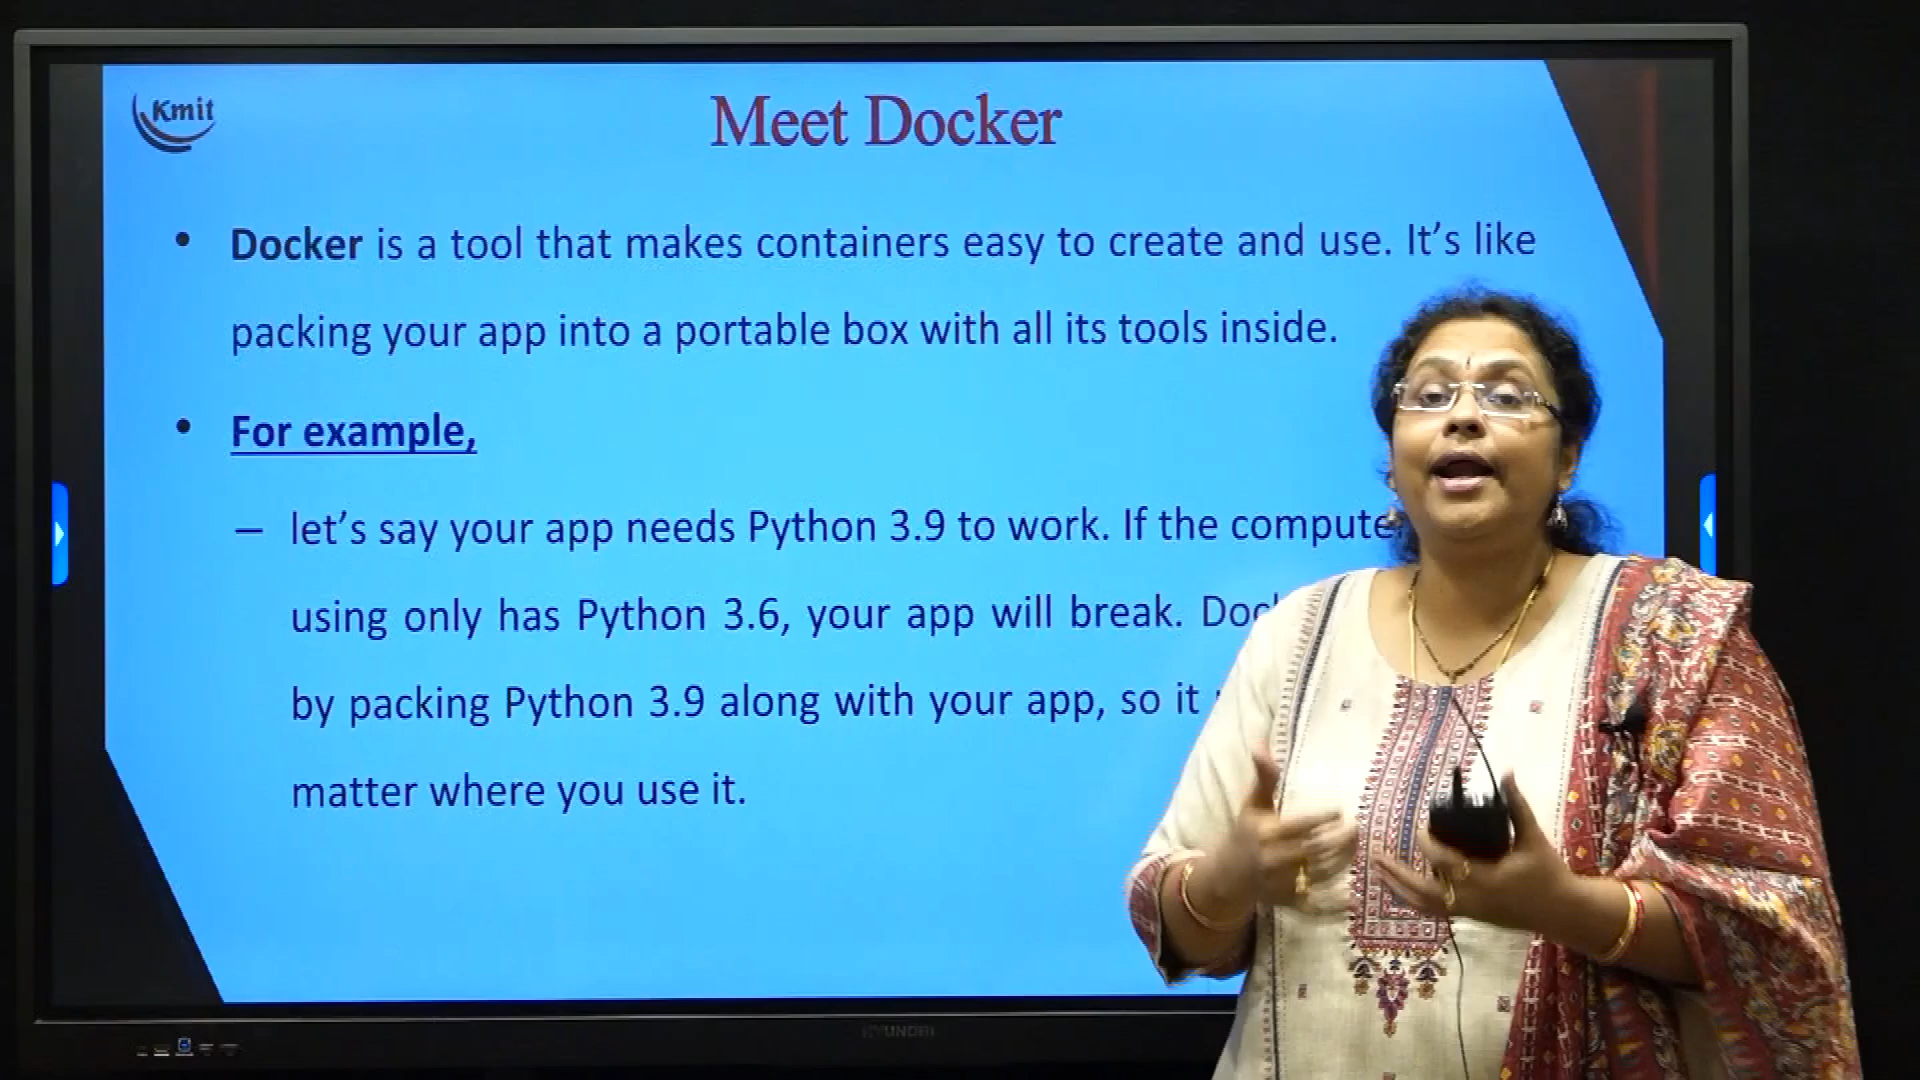 Kmit
Meet Docker
• Docker is a tool that makes containers easy to create and use. It’s like
packing your app into a portable box with all its tools inside.
• For example,
– let’s say your app needs Python 3.9 to work. If the computer
using only has Python 3.6, your app will break.
by packing Python 3.9 along with your app, so it
matter where you use it.
HYUNDAI